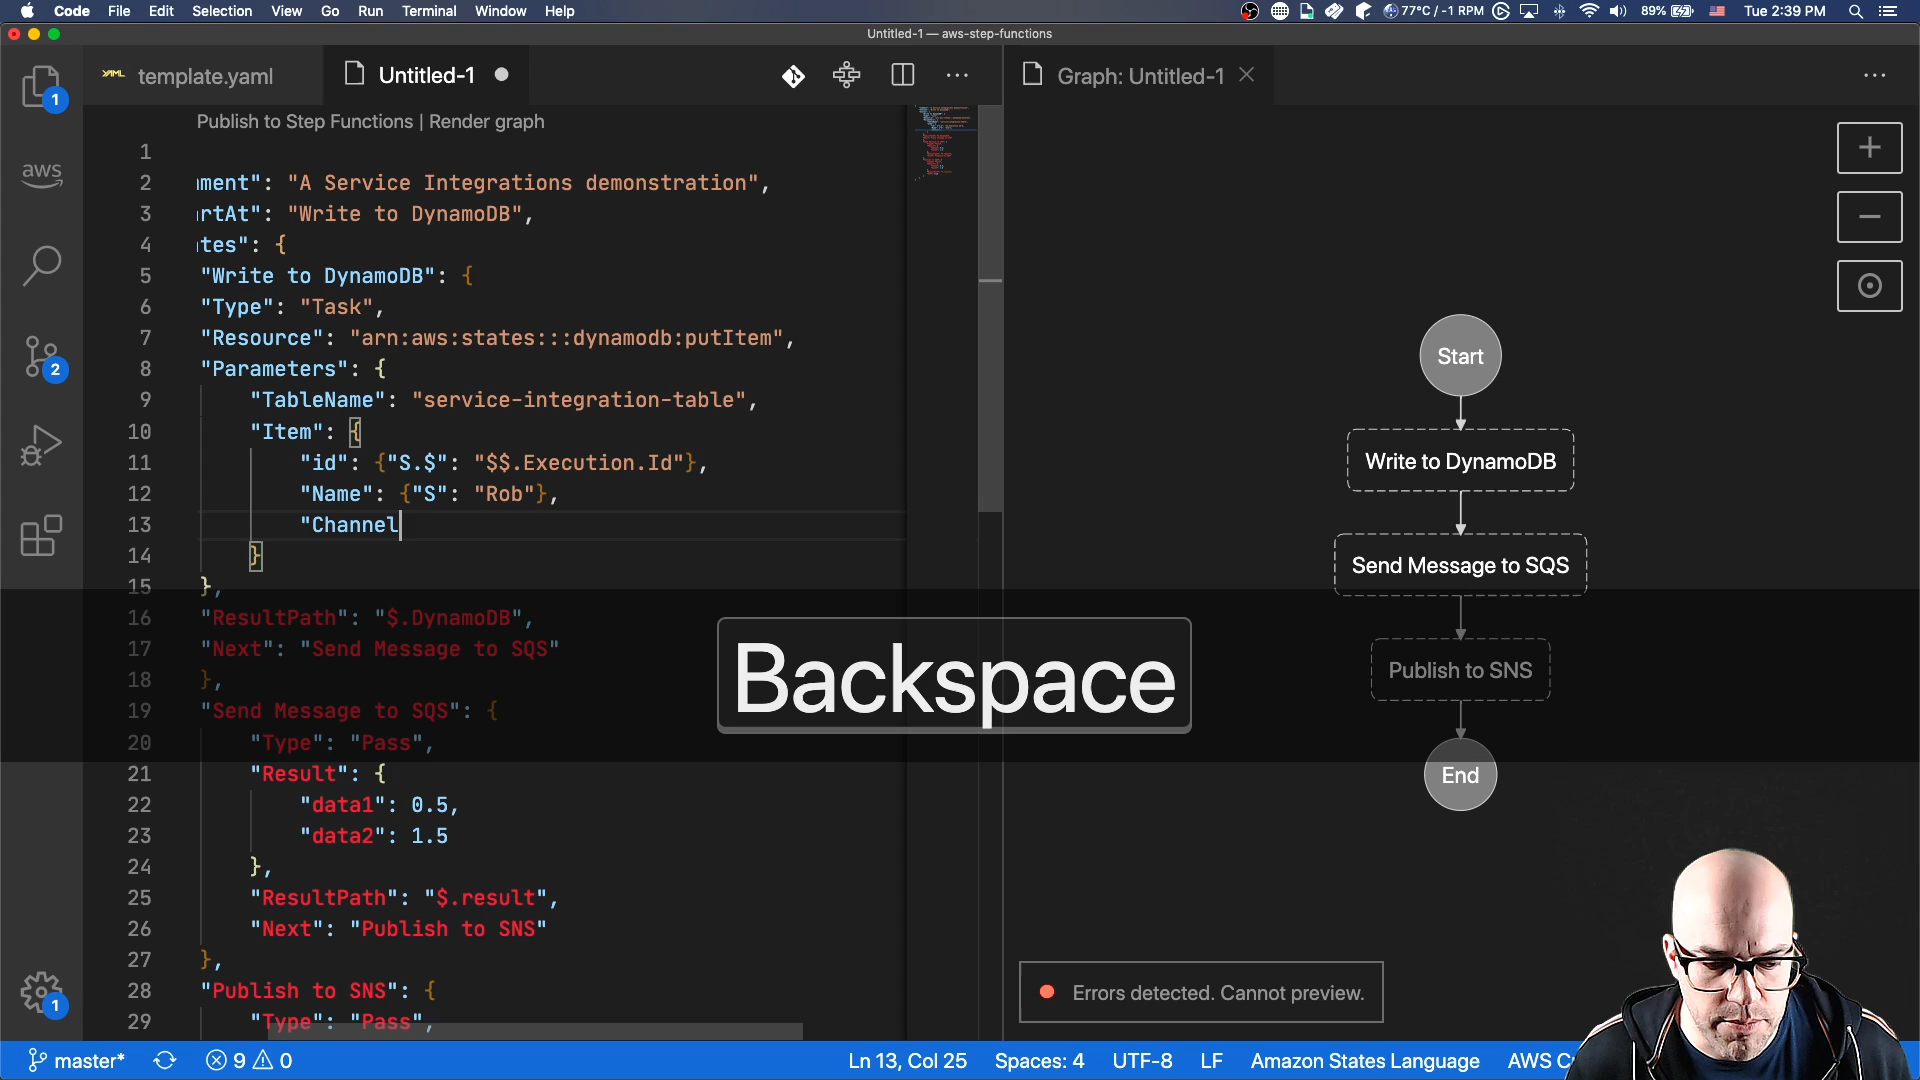 Code File Edit Selection View Go Run Terminal Window Help
77°C / -1 RPM 89% Tue 2:39 PM
Untitled-1 — aws-step-functions
YAML template.yaml
Untitled-1
Graph: Untitled-1
Publish to Step Functions | Render graph
1
aws
1
2 ment": "A Service Integrations demonstration",
3 rtAt": "Write to DynamoDB",
4 tes": {
5 "Write to DynamoDB": {
6 "Type": "Task",
7 "Resource": "arn:aws:states:::dynamodb:putItem",
8 "Parameters": {
9 "TableName": "service-integration-table",
10 "Item": {
11 "id": {"S.$": "$$.Execution.Id"},
12 "Name": {"S": "Rob"},
13 "Channel
14 }
15 },
16 "ResultPath": "$.DynamoDB",
17 "Next": "Send Message to SQS"
18 },
19 "Send Message to SQS": {
20 "Type": "Pass",
21 "Result": {
22 "data1": 0.5,
23 "data2": 1.5
24 },
25 "ResultPath": "$.result",
26 "Next": "Publish to SNS"
27 },
28 "Publish to SNS": {
29 "Type": "Pass",
2
1
Backspace
Start
Write to DynamoDB
Send Message to SQS
Publish to SNS
End
Errors detected. Cannot preview.
master* 9 0
Ln 13, Col 25 Spaces: 4 UTF-8 LF Amazon States Language AWS